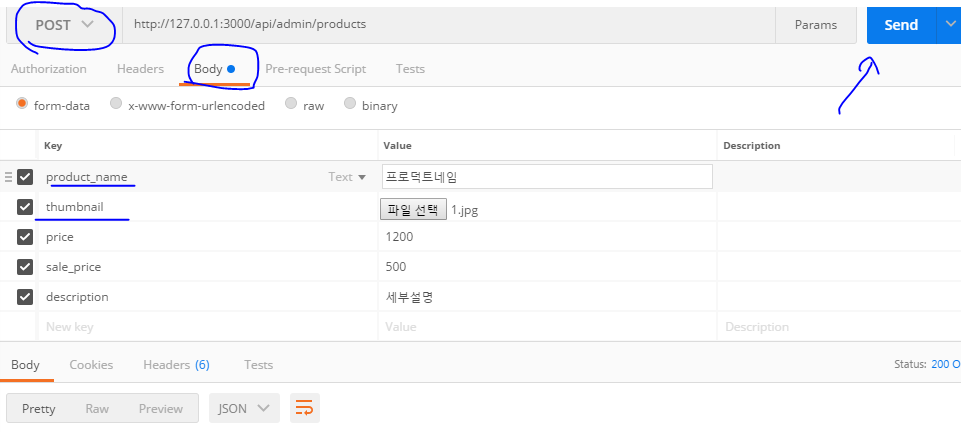 POST http://127.0.0.1:3000/api/admin/products Params Send
Authorization Headers Body Pre-request Script Tests
form-data x-www-form-urlencoded raw binary
Key Value Description
product_name Text 프로덕트네임
thumbnail 파일 선택 1.jpg
price 1200
sale_price 500
description 세부설명
New key Value Description
Body Cookies Headers (6) Tests Status: 200 O
Pretty Raw Preview JSON